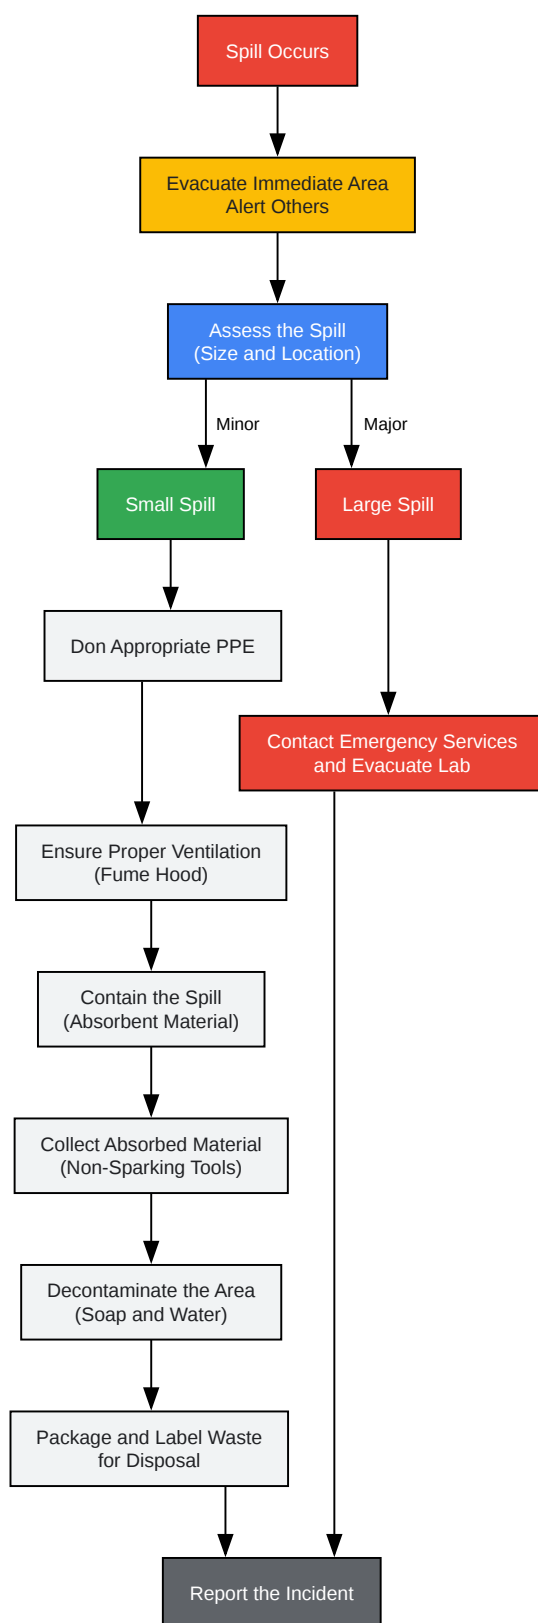 Spill Occurs
Evacuate Immediate Area
Alert Others
Assess the Spill
(Size and Location)
Minor
Major
Small Spill
Large Spill
Don Appropriate PPE
Contact Emergency Services
and Evacuate Lab
Ensure Proper Ventilation
(Fume Hood)
Contain the Spill
(Absorbent Material)
Collect Absorbed Material
(Non-Sparking Tools)
Decontaminate the Area
(Soap and Water)
Package and Label Waste
for Disposal
Report the Incident